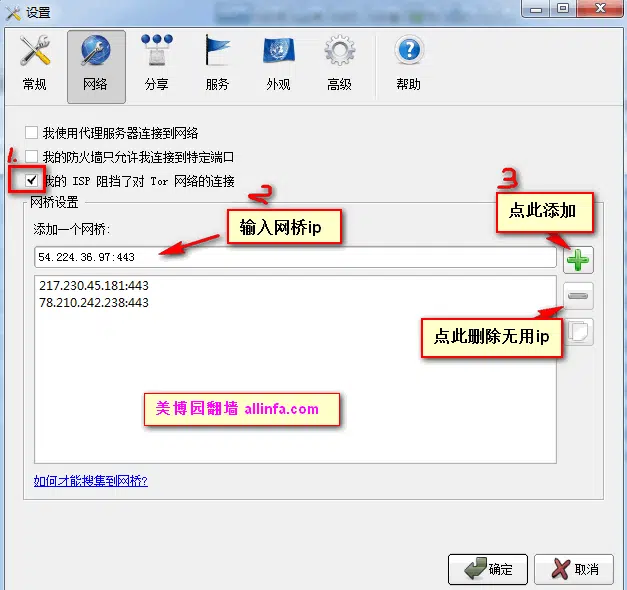 设置
常规 网络 分享 服务 外观 高级 帮助
我使用代理服务器连接到网络
1.
我的防火墙只允许我连接到特定端口
我的 ISP 阻挡了对 Tor 网络的连接
网桥设置
2
3
添加一个网桥:
输入网桥ip
点此添加
54.224.36.97:443
217.230.45.181:443
78.210.242.238:443
点此删除无用ip
美博园翻墙 allinfa.com
如何才能搜集到网桥?
确定 取消